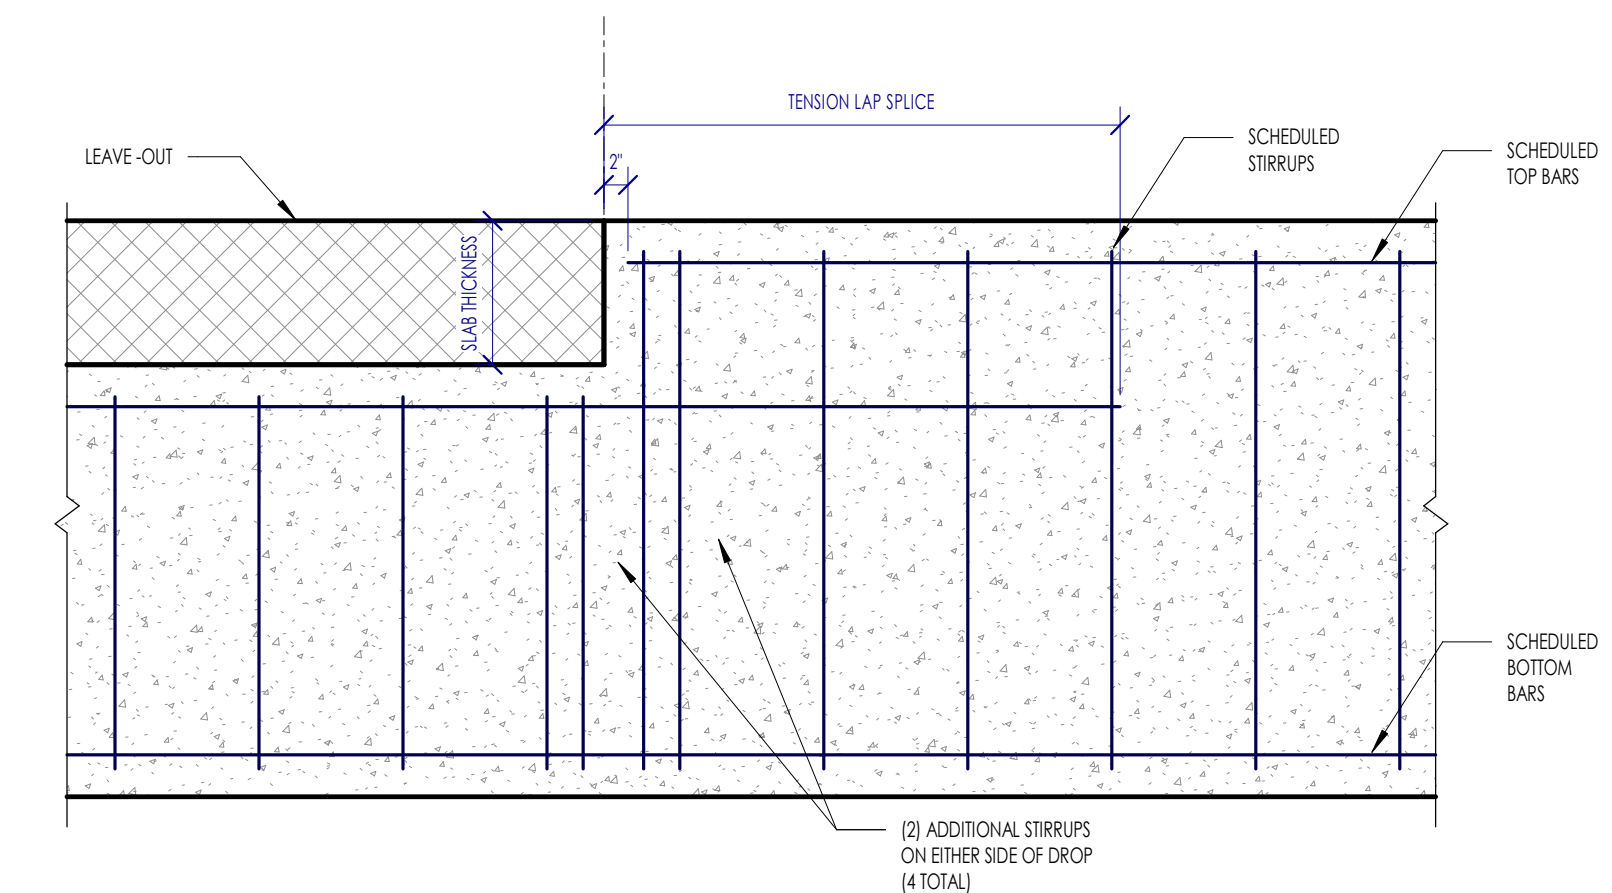 TENSION LAP SPLICE
LEAVE -OUT
2"
SCHEDULED
STIRRUPS
SCHEDULED
TOP BARS
SLAB THICKNESS
SCHEDULED
BOTTOM
BARS
(2) ADDITIONAL STIRRUPS
ON EITHER SIDE OF DROP
(4 TOTAL)